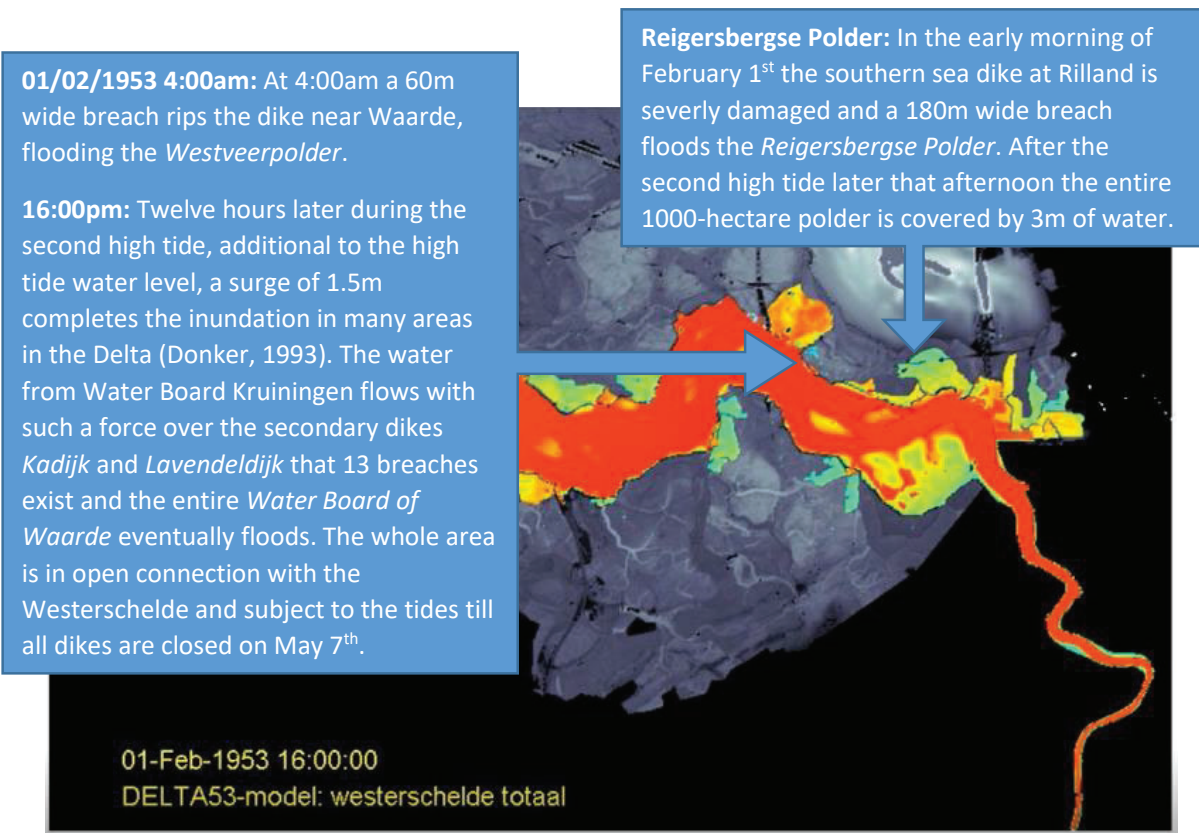 01/02/1953 4:00am: At 4:00am a 60m
wide breach rips the dike near Waarde,
flooding the Westveerpolder.
16:00pm: Twelve hours later during the
second high tide, additional to the high
tide water level, a surge of 1.5m
completes the inundation in many areas
in the Delta (Donker, 1993). The water
from Water Board Kruiningen flows with
such a force over the secondary dikes
Kadijk and Lavendeldijk that 13 breaches
exist and the entire Water Board of
Waarde eventually floods. The whole area
is in open connection with the
Westerschelde and subject to the tides till
all dikes are closed on May 7th.
Reigersbergse Polder: In the early morning of
February 1st the southern sea dike at Rilland is
severly damaged and a 180m wide breach
floods the Reigersbergse Polder. After the
second high tide later that afternoon the entire
1000-hectare polder is covered by 3m of water.
01-Feb-1953 16:00:00
DELTA53-model: westerschelde totaal